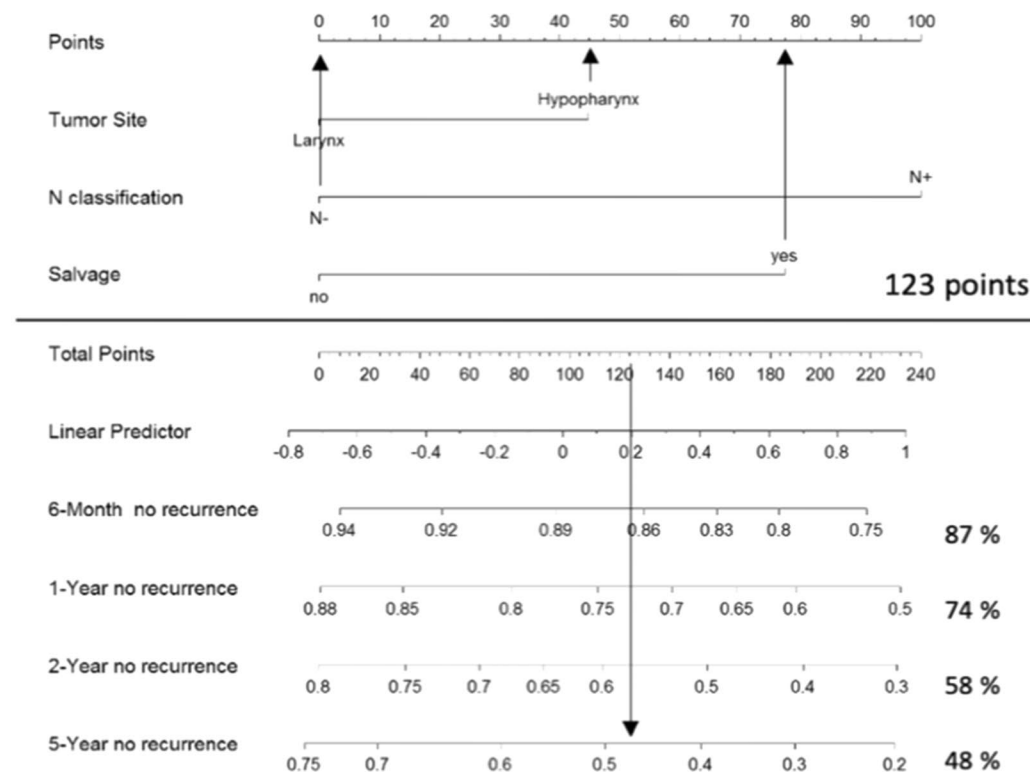 0 10 20 30 40 50 60 70 80 90 100
Points
Hypopharynx
Tumor Site
Larynx
N+
N classification
N-
yes
Salvage
no
123 points
Total Points
0 20 40 60 80 100 120 140 160 180 200 220 240
Linear Predictor
-0.8 -0.6 -0.4 -0.2 0 0.2 0.4 0.6 0.8 1
6-Month no recurrence
0.94 0.92 0.89 0.86 0.83 0.8 0.75
87 %
1-Year no recurrence
0.88 0.85 0.8 0.75 0.7 0.65 0.6 0.5
74 %
2-Year no recurrence
0.8 0.75 0.7 0.65 0.6 0.5 0.4 0.3
58 %
5-Year no recurrence
0.75 0.7 0.6 0.5 0.4 0.3 0.2
48 %